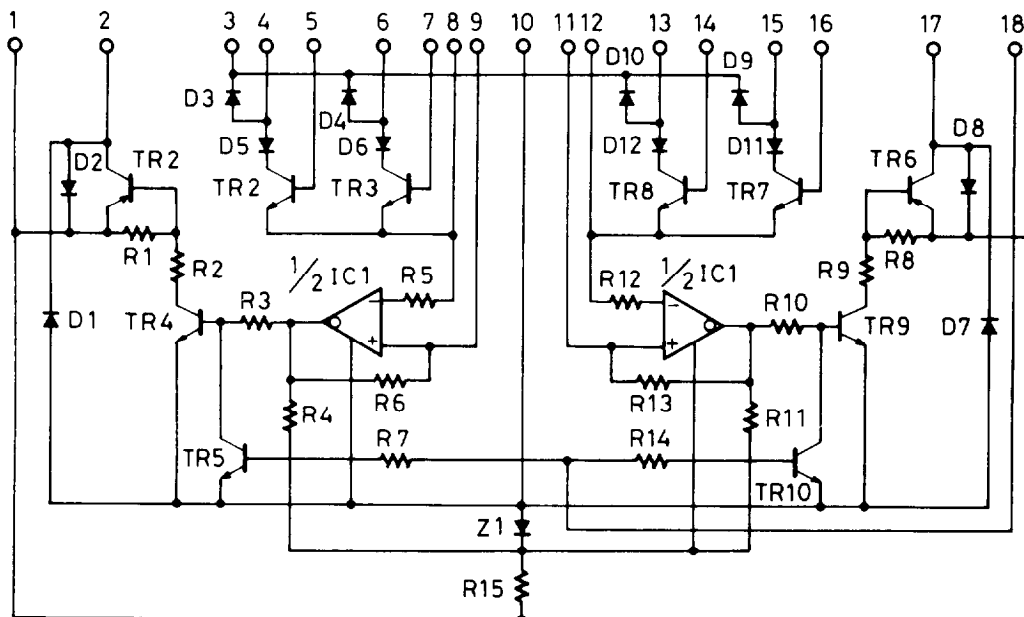 1 2 3 4 5 6 7 8 9 10 11 12 13 14 15 16 17 18
D10 D9
D3 D4
D2 TR2 D5 D6 D12 D11 TR6 D8
TR2 TR3 TR8 TR7
R1 R8
R2 1/2 IC1 R5 R12 1/2 IC1 R9
D1 TR4 R3 R10 TR9 D7
- + - +
R4 R6 R13 R11
R7 R14
TR5 TR10
Z1
R15